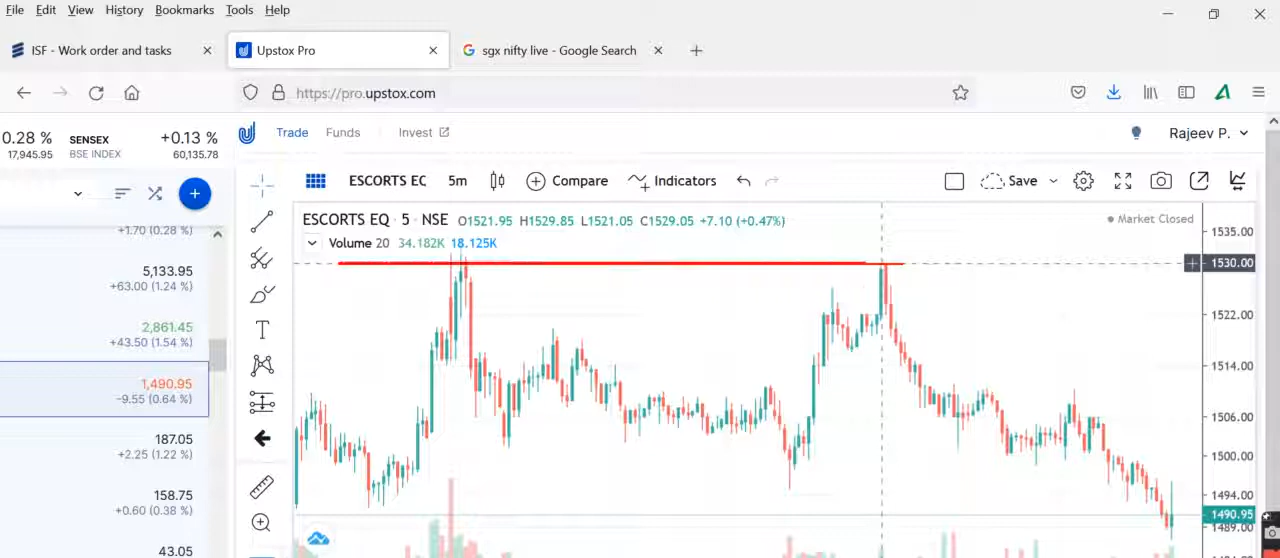 File Edit View History Bookmarks Tools Help
ISF - Work order and tasks
Upstox Pro
sgx nifty live - Google Search
https://pro.upstox.com
0.28 %
17,945.95
SENSEX
BSE INDEX
+0.13 %
60,135.78
Trade Funds Invest
Rajeev P.
ESCORTS EQ 5m Compare Indicators Save
ESCORTS EQ · 5 · NSE O1521.95 H1529.85 L1521.05 C1529.05 +7.10 (+0.47%)
Market Closed
Volume 20 34.182K 18.125K
+1.70 (0.28 %)
5,133.95
+63.00 (1.24 %)
2,861.45
+43.50 (1.54 %)
1,490.95
−9.55 (0.64 %)
187.05
+2.25 (1.22 %)
158.75
+0.60 (0.38 %)
43.05
1535.00
1530.00
1522.00
1514.00
1506.00
1500.00
1494.00
1490.95
1489.00